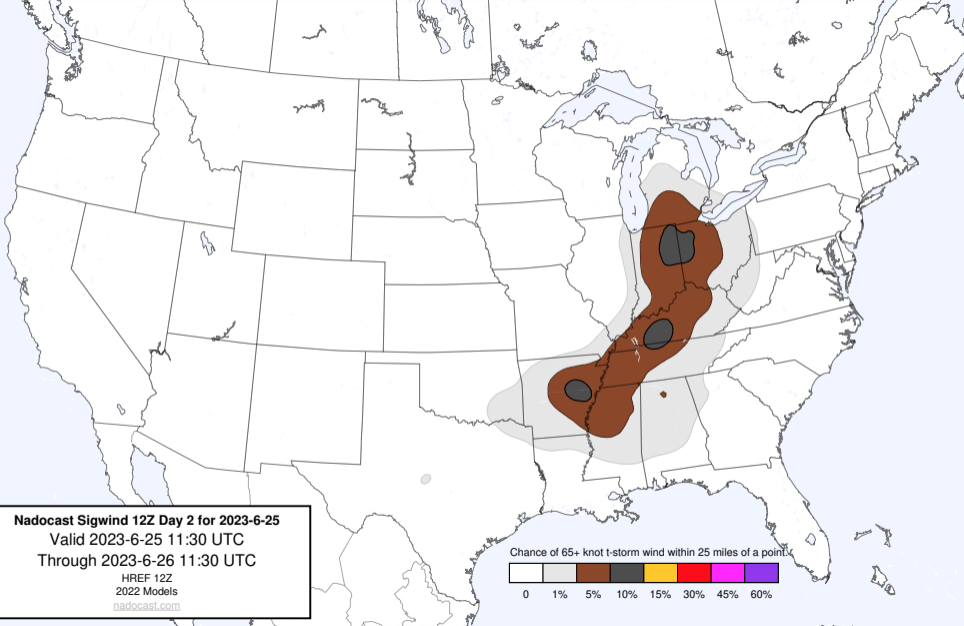 Nadocast Sigwind 12Z Day 2 for 2023-6-25
Valid 2023-6-25 11:30 UTC
Through 2023-6-26 11:30 UTC
HREF 12Z
2022 Models
nadocast.com
Chance of 65+ knot t-storm wind within 25 miles of a point.
0 1% 5% 10% 15% 30% 45% 60%